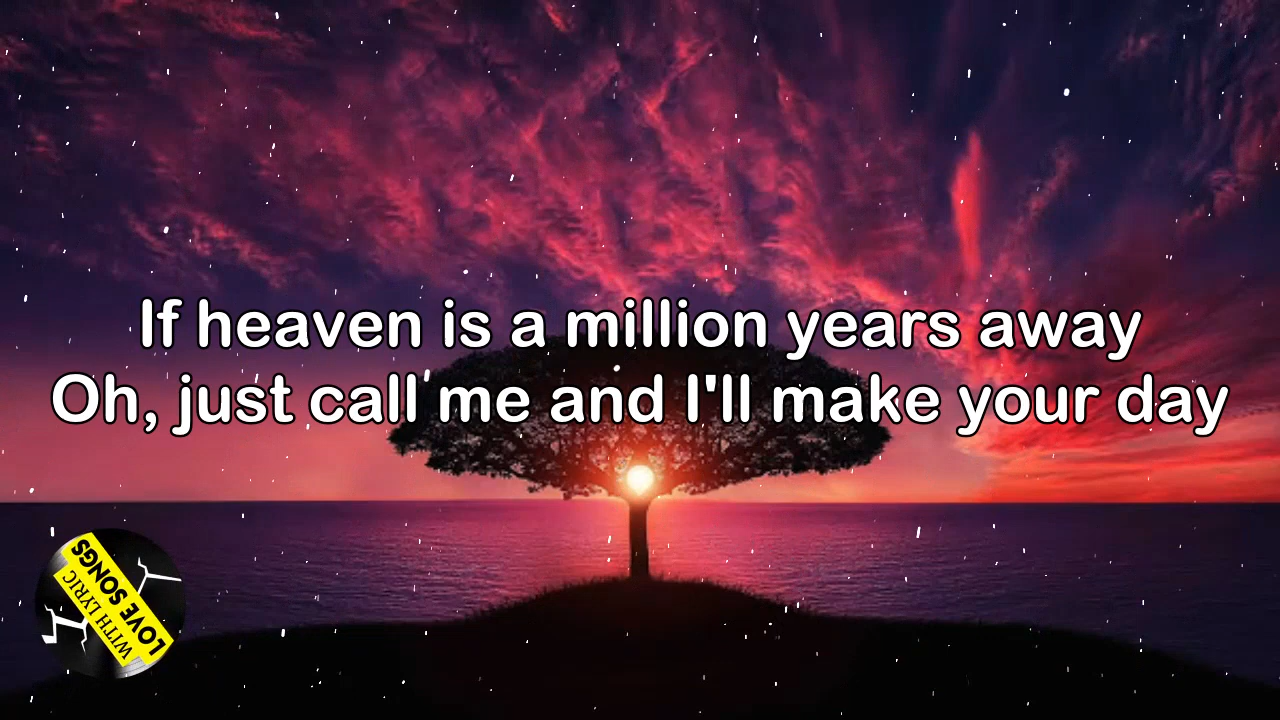 If heaven is a million years away
Oh, just call me and I'll make your day
LOVE SONGS
WITH LYRIC